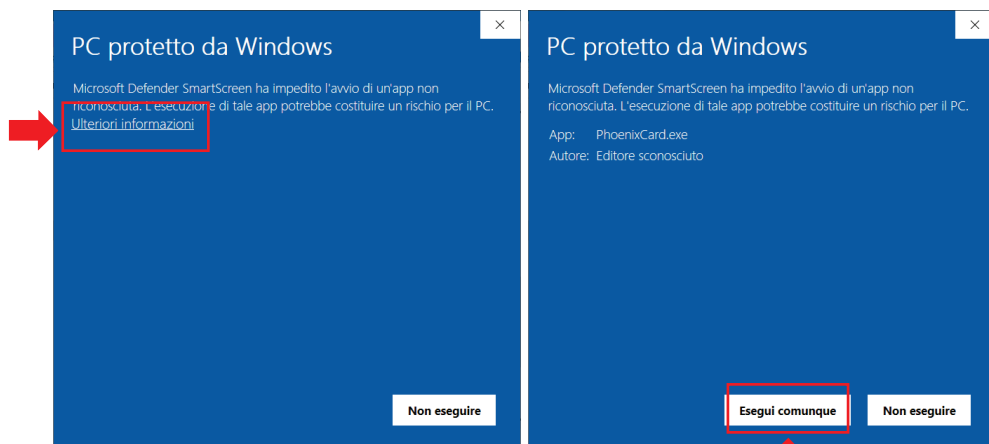 PC protetto da Windows
Microsoft Defender SmartScreen ha impedito l'avvio di un'app non
riconosciuta. L'esecuzione di tale app potrebbe costituire un rischio per il PC.
Ulteriori informazioni
Non eseguire
PC protetto da Windows
Microsoft Defender SmartScreen ha impedito l'avvio di un'app non
riconosciuta. L'esecuzione di tale app potrebbe costituire un rischio per il PC.
App: PhoenixCard.exe
Autore: Editore sconosciuto
Esegui comunque
Non eseguire